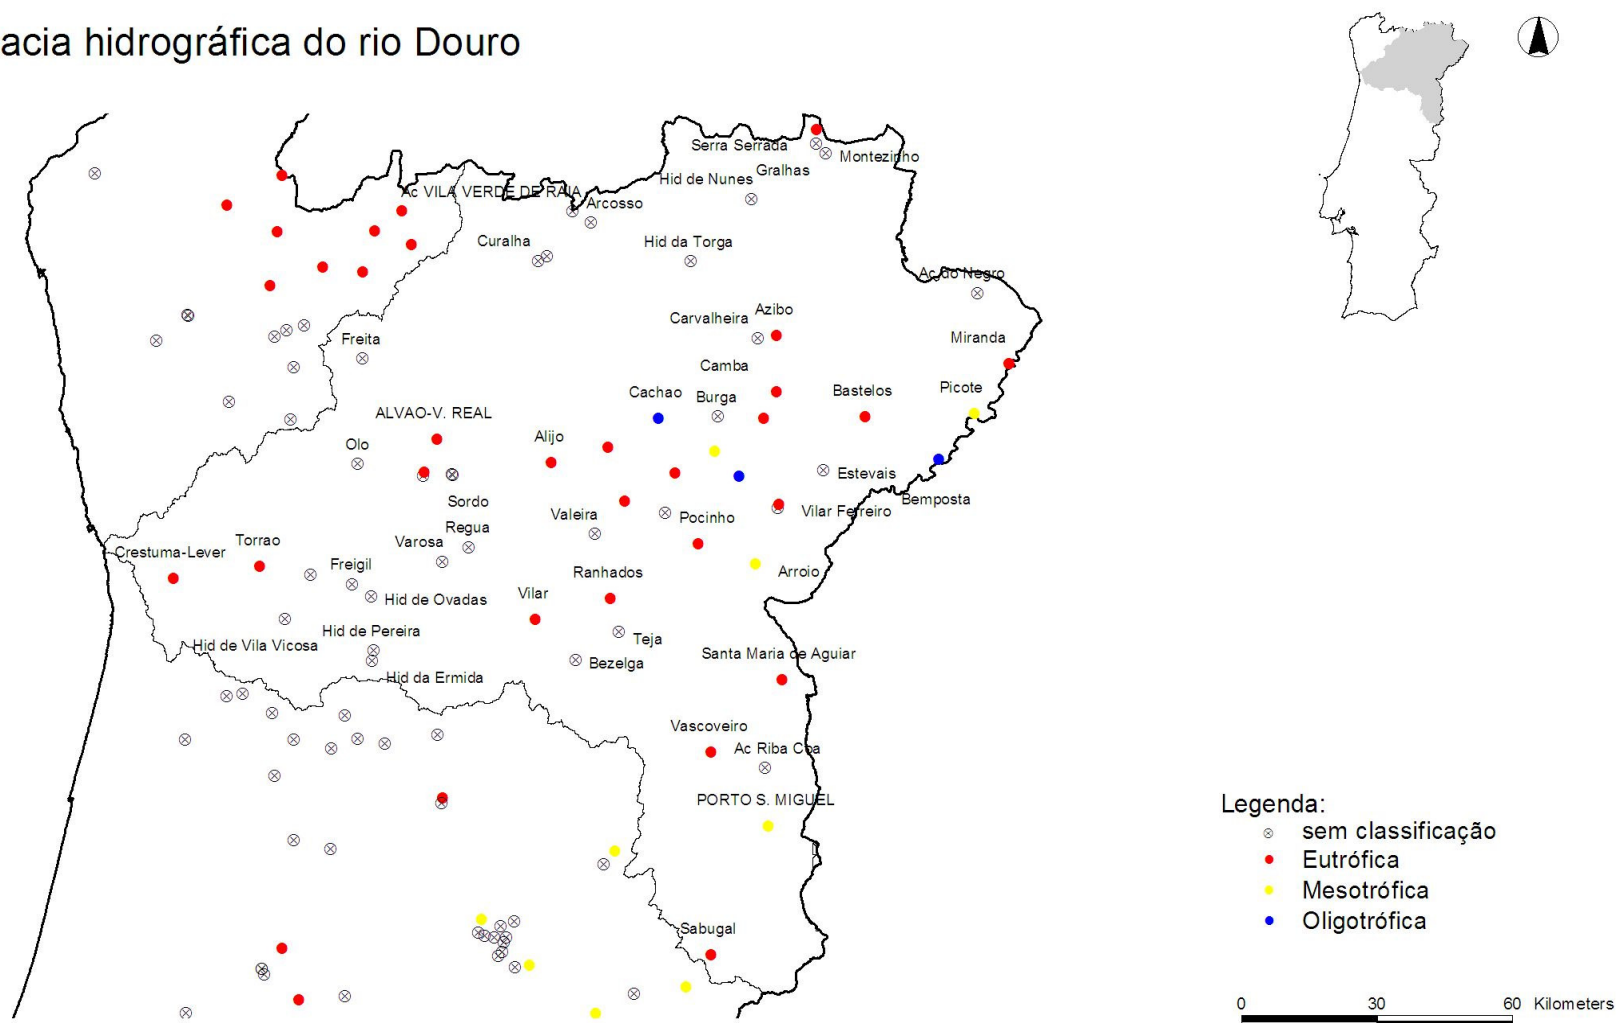 acia hidrográfica do rio Douro
Serra Serrada
Montezinho
Gralhas
Hid de Nunes
Ac VILA VERDE DE RAIA
Arcosso
Curalha
Hid da Torga
Ac do Negro
Azibo
Carvalheira
Miranda
Freita
Camba
Picote
Cachao
Burga
Bastelos
ALVAO-V. REAL
Alijo
Olo
Estevais
Sordo
Bemposta
Valeira
Pocinho
Vilar Ferreiro
Regua
Varosa
Torrao
Crestuma-Lever
Freigil
Ranhados
Arroio
Vilar
Hid de Ovadas
Hid de Pereira
Teja
Hid de Vila Vicosa
Santa Maria de Aguiar
Bezelga
Hid da Ermida
Vascoveiro
Ac Riba Coa
PORTO S. MIGUEL
Sabugal
Legenda:
sem classificação
Eutrófica
Mesotrófica
Oligotrófica
0 30 60 Kilometers